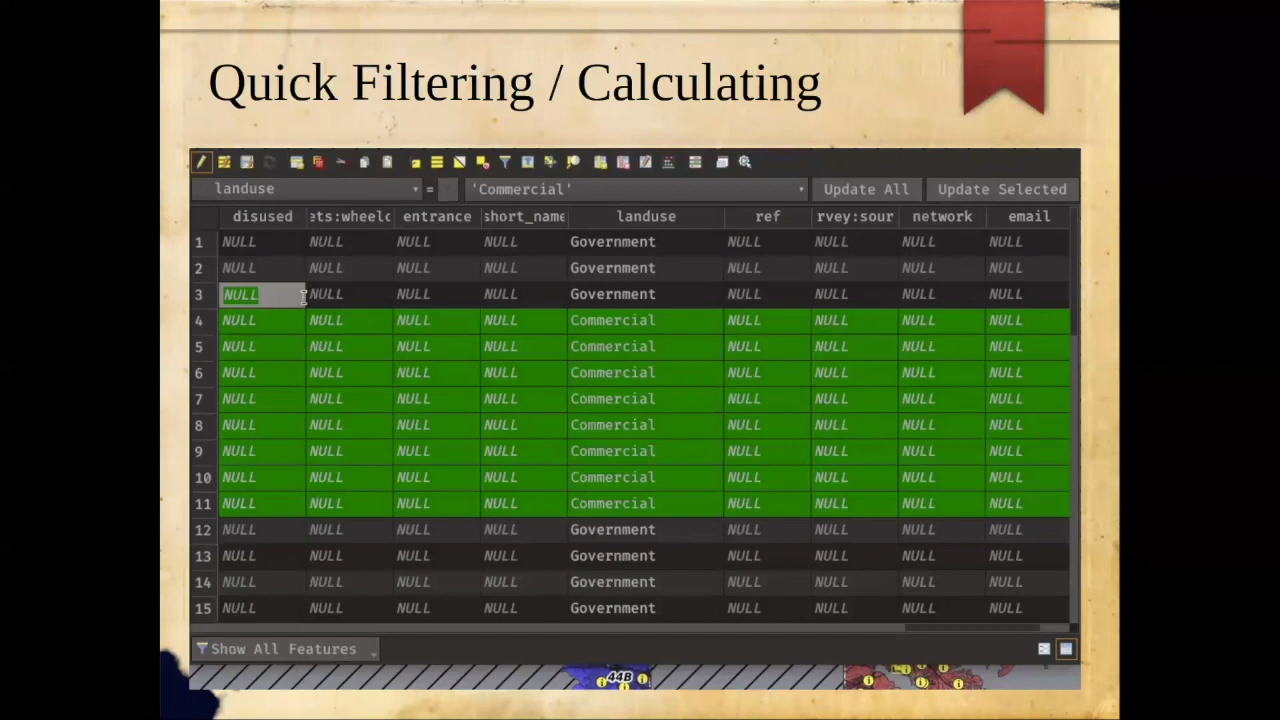 Quick Filtering / Calculating
landuse = 'Commercial' Update All Update Selected
disused ets:wheelc entrance short_name landuse ref rvey:sour network email
1 NULL NULL NULL NULL Government NULL NULL NULL NULL
2 NULL NULL NULL NULL Government NULL NULL NULL NULL
3 NULL NULL NULL NULL Government NULL NULL NULL NULL
4 NULL NULL NULL NULL Commercial NULL NULL NULL NULL
5 NULL NULL NULL NULL Commercial NULL NULL NULL NULL
6 NULL NULL NULL NULL Commercial NULL NULL NULL NULL
7 NULL NULL NULL NULL Commercial NULL NULL NULL NULL
8 NULL NULL NULL NULL Commercial NULL NULL NULL NULL
9 NULL NULL NULL NULL Commercial NULL NULL NULL NULL
10 NULL NULL NULL NULL Commercial NULL NULL NULL NULL
11 NULL NULL NULL NULL Commercial NULL NULL NULL NULL
12 NULL NULL NULL NULL Government NULL NULL NULL NULL
13 NULL NULL NULL NULL Government NULL NULL NULL NULL
14 NULL NULL NULL NULL Government NULL NULL NULL NULL
15 NULL NULL NULL NULL Government NULL NULL NULL NULL
Show All Features
44B